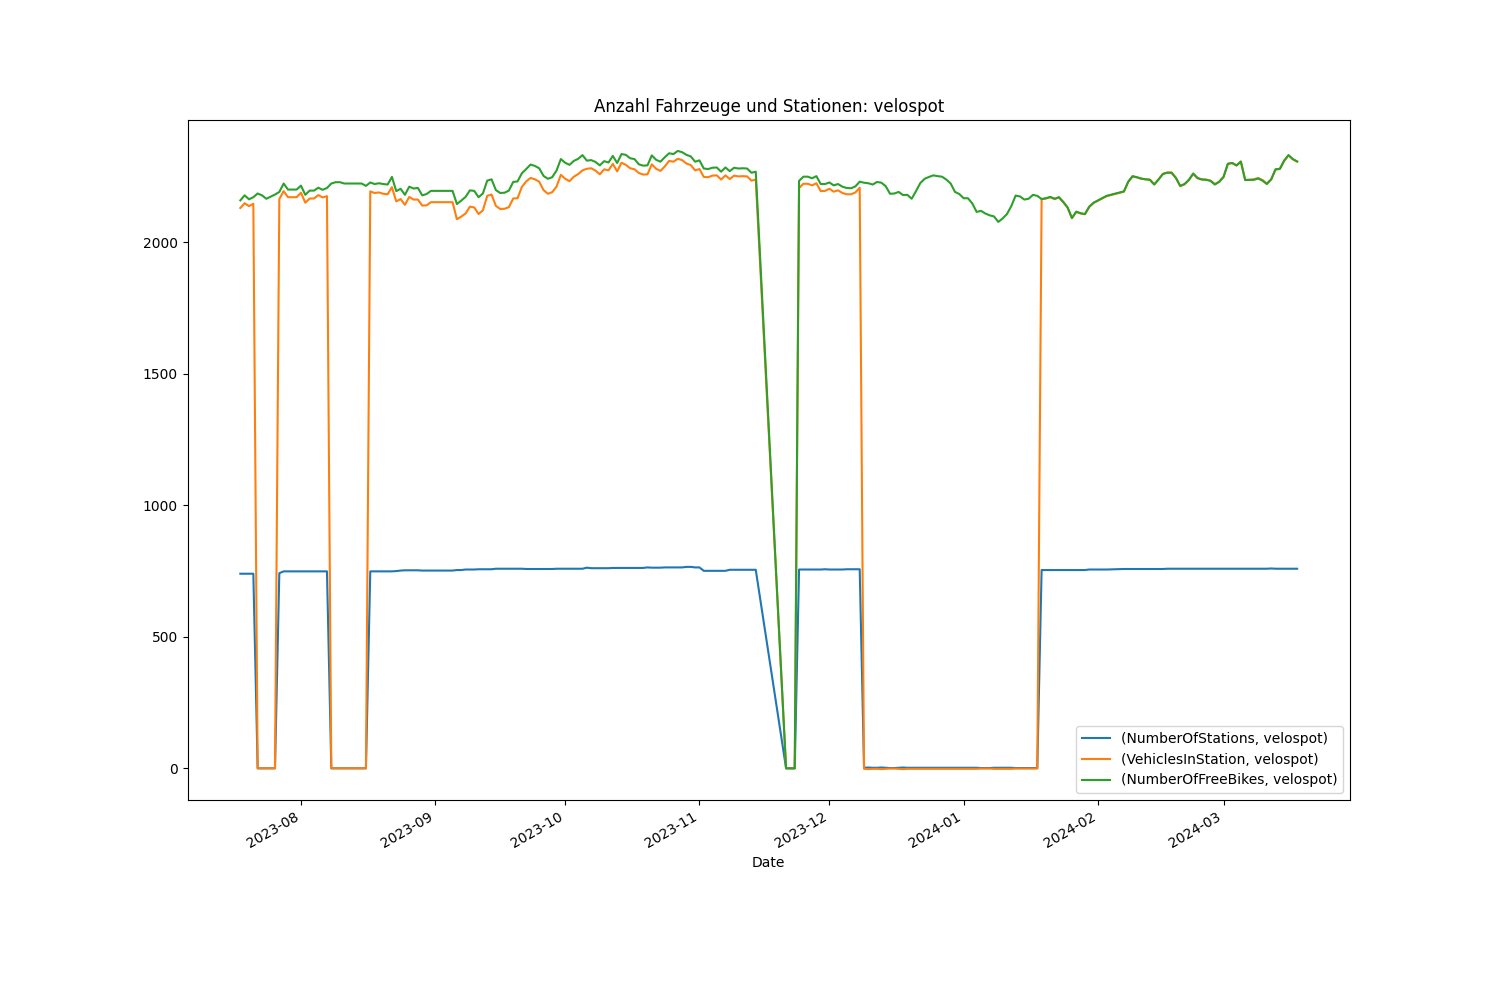 Anzahl Fahrzeuge und Stationen: velospot
2000
1500
1000
500
0
(NumberOfStations, velospot)
(VehiclesInStation, velospot)
(NumberOfFreeBikes, velospot)
2023-08
2023-09
2023-10
2023-11
2023-12
2024-01
2024-02
2024-03
Date